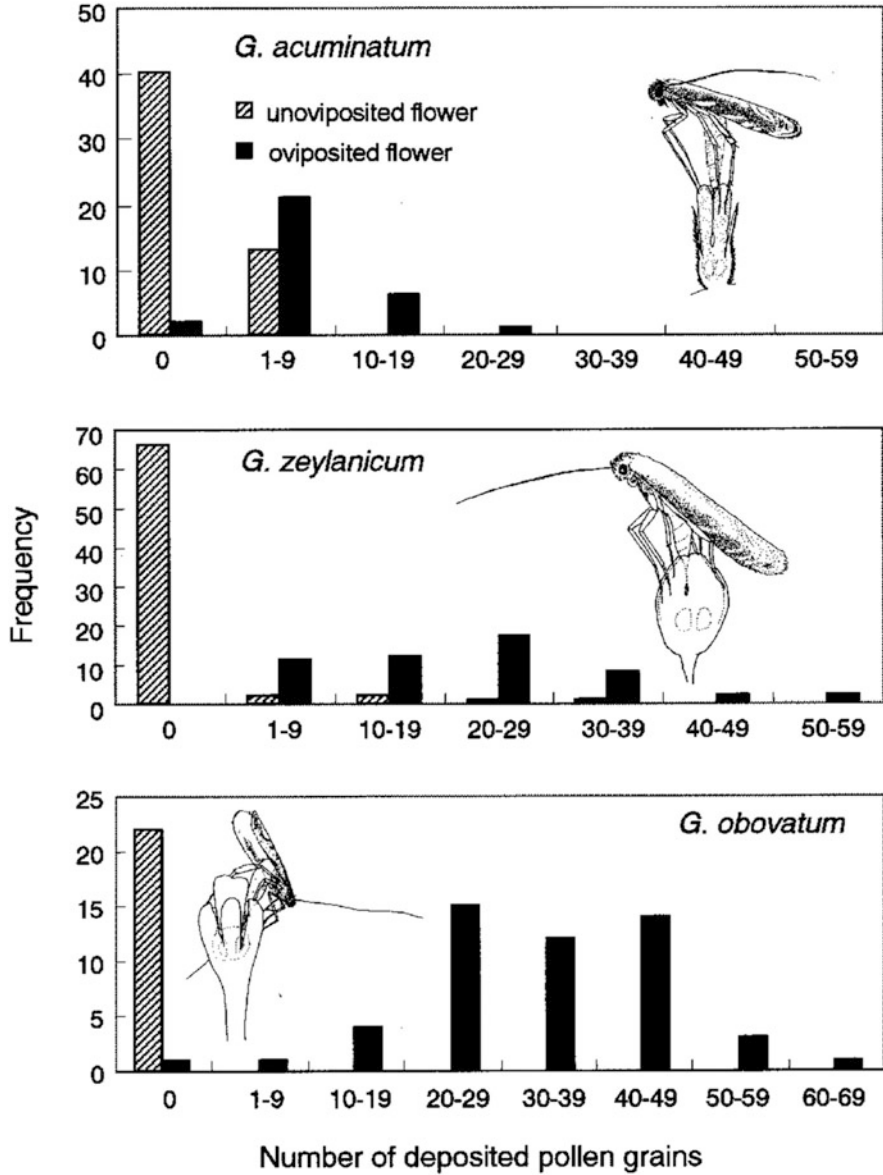 G. acuminatum
unoviposited flower
oviposited flower
50
40
30
20
10
0
0 1-9 10-19 20-29 30-39 40-49 50-59
G. zeylanicum
70
60
50
40
30
20
10
0
0 1-9 10-19 20-29 30-39 40-49 50-59
Frequency
G. obovatum
25
20
15
10
5
0
0 1-9 10-19 20-29 30-39 40-49 50-59 60-69
Number of deposited pollen grains